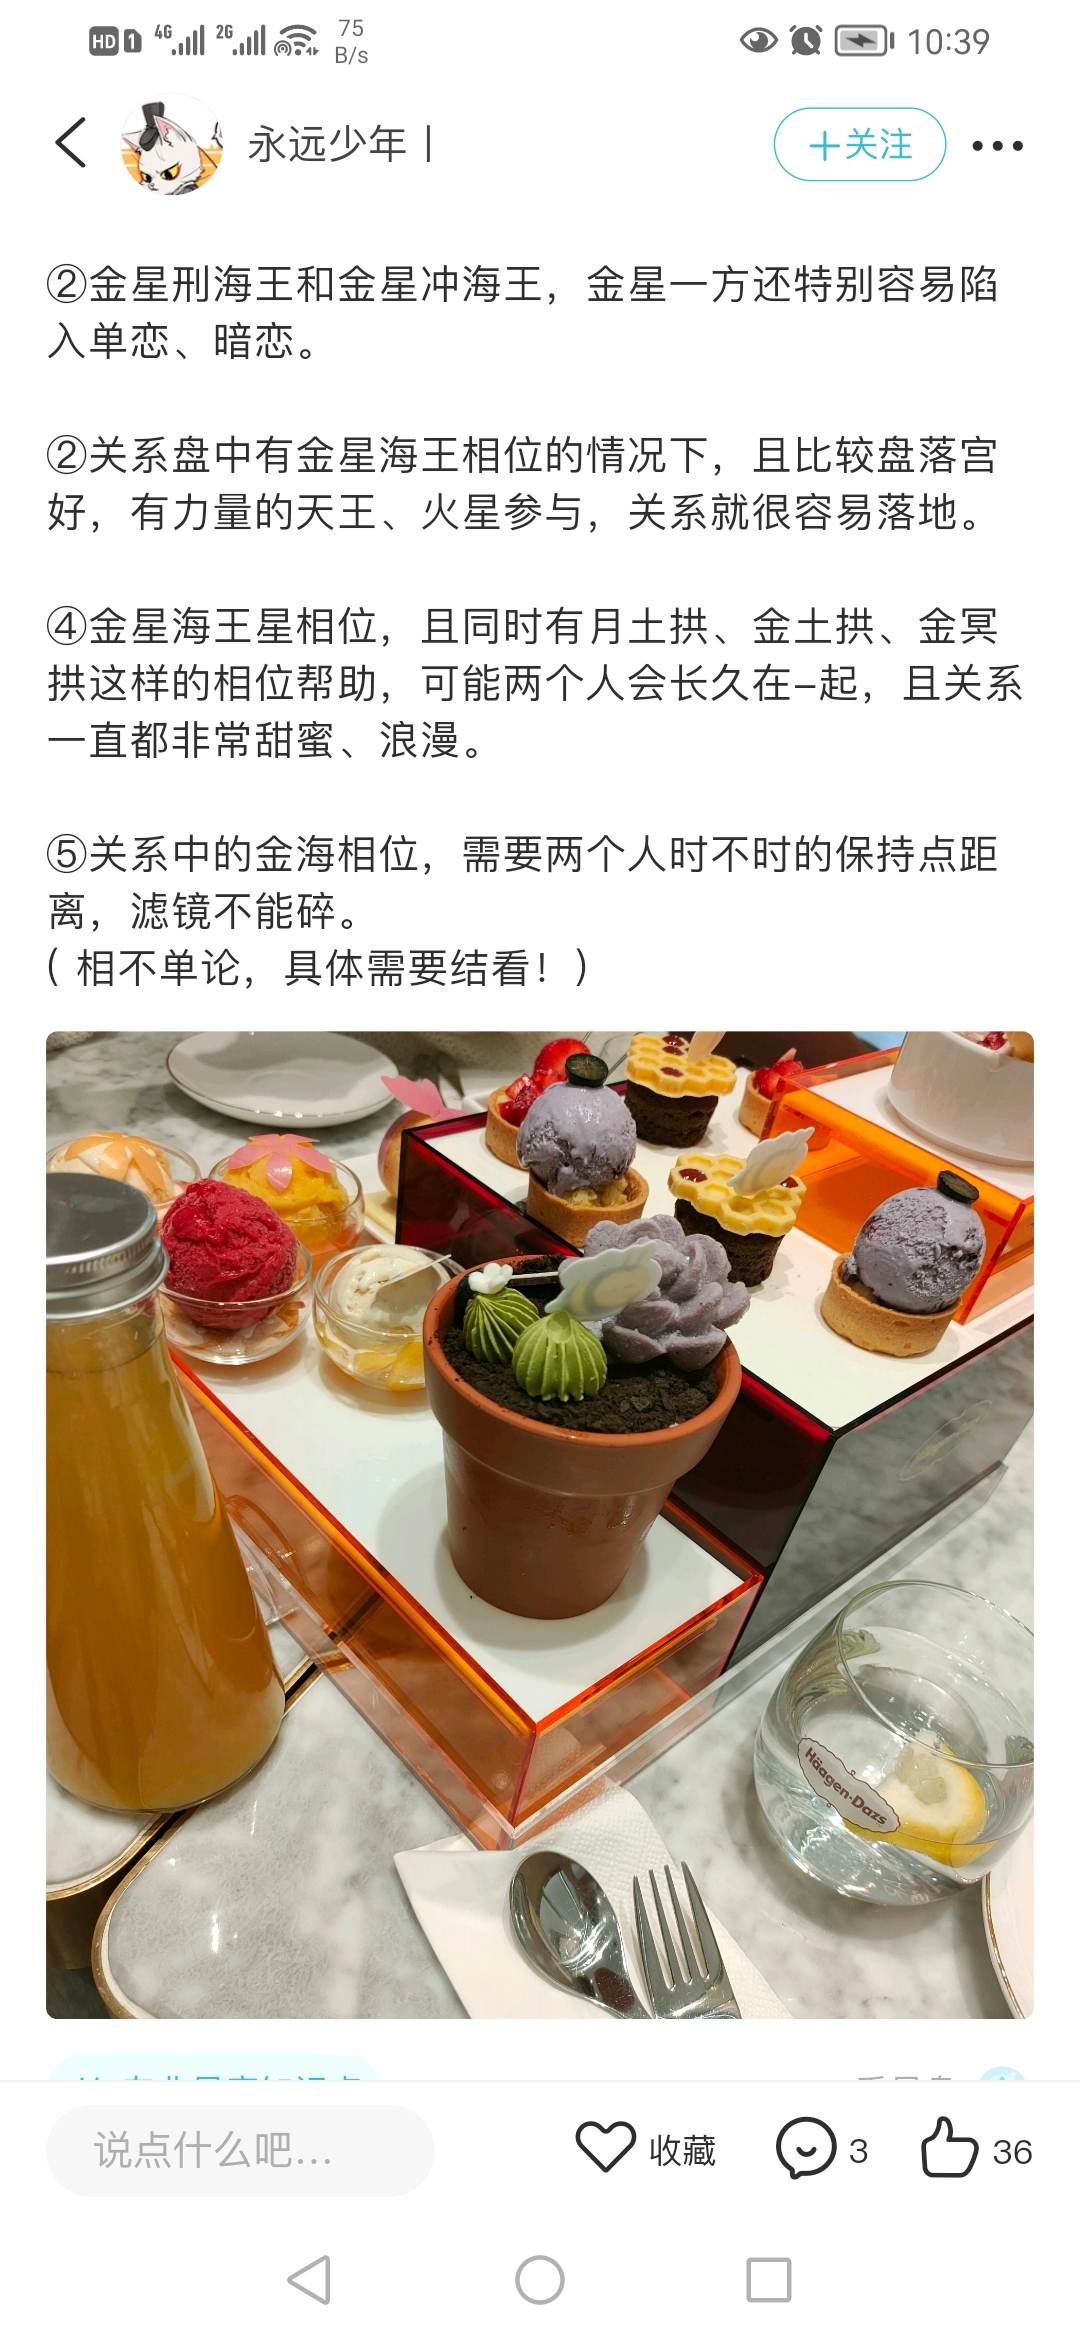 HD 1 4G 2G 75 B/s 10:39
永远少年丨
＋关注
②金星刑海王和金星冲海王，金星一方还特别容易陷
入单恋、暗恋。
②关系盘中有金星海王相位的情况下，且比较盘落宫
好，有力量的天王、火星参与，关系就很容易落地。
④金星海王星相位，且同时有月土拱、金土拱、金冥
拱这样的相位帮助，可能两个人会长久在–起，且关系
一直都非常甜蜜、浪漫。
⑤关系中的金海相位，需要两个人时不时的保持点距
离，滤镜不能碎。
（相不单论，具体需要结看！）
Häagen-Dazs
说点什么吧...
收藏
3
36